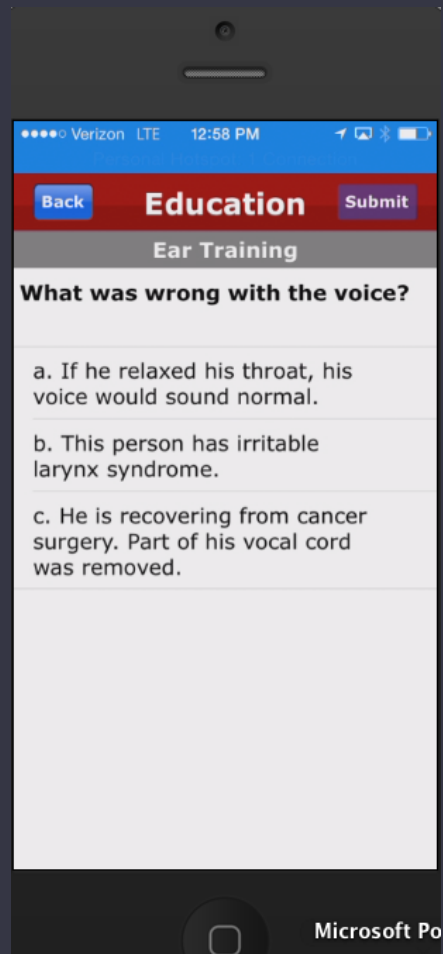 Verizon LTE 12:58 PM
Back Education Submit
Ear Training
What was wrong with the voice?
a. If he relaxed his throat, his
voice would sound normal.
b. This person has irritable
larynx syndrome.
c. He is recovering from cancer
surgery. Part of his vocal cord
was removed.
Microsoft Po